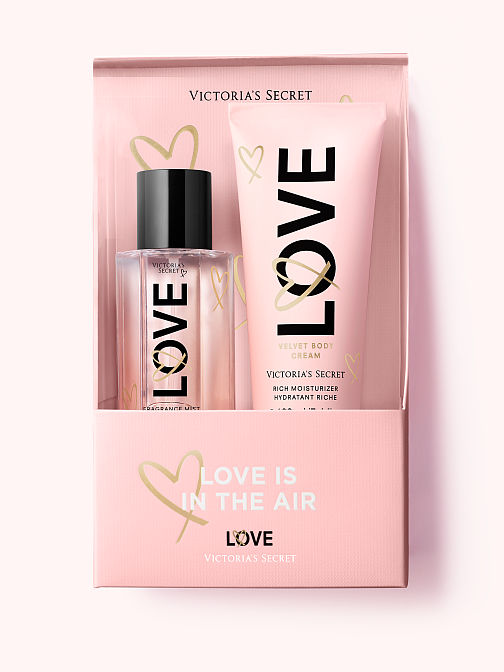 VICTORIA'S SECRET
VICTORIA'S
SECRET
LOVE
FRAGRANCE MIST
LOVE
VELVET BODY
CREAM
VICTORIA'S SECRET
RICH MOISTURIZER
HYDRATANT RICHE
LOVE IS
IN THE AIR
LOVE
VICTORIA'S SECRET